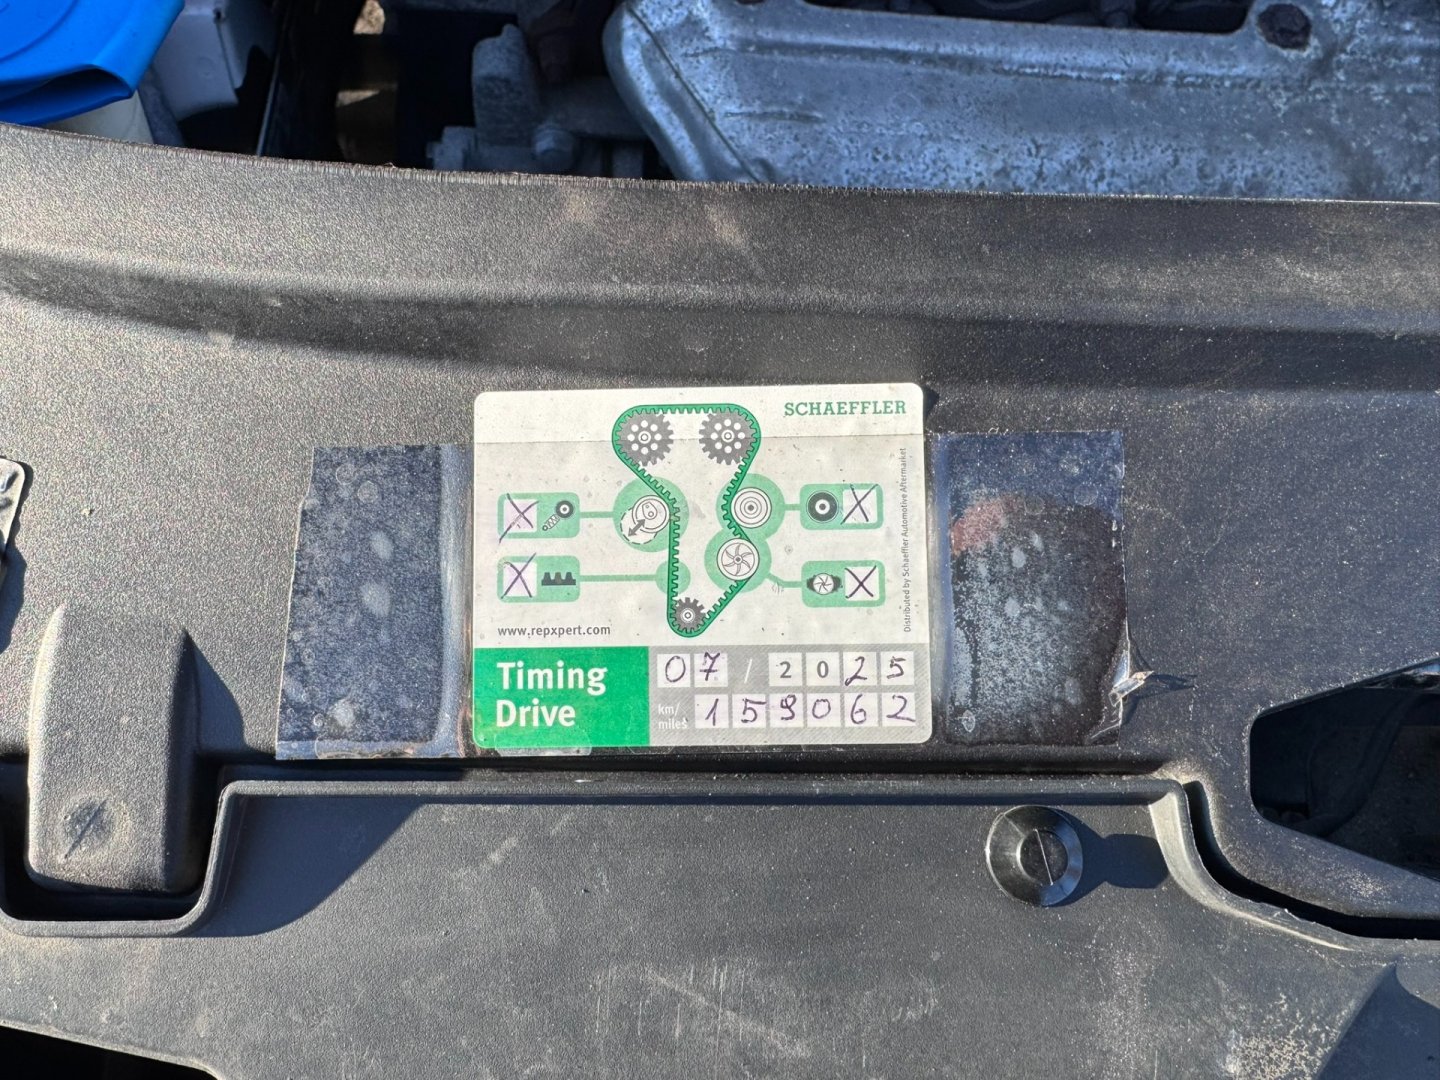 SCHAEFFLER
Distributed by Schaeffler Automotive Aftermarket
www.repxpert.com
Timing
Drive
07 / 2025
km/
miles
159062